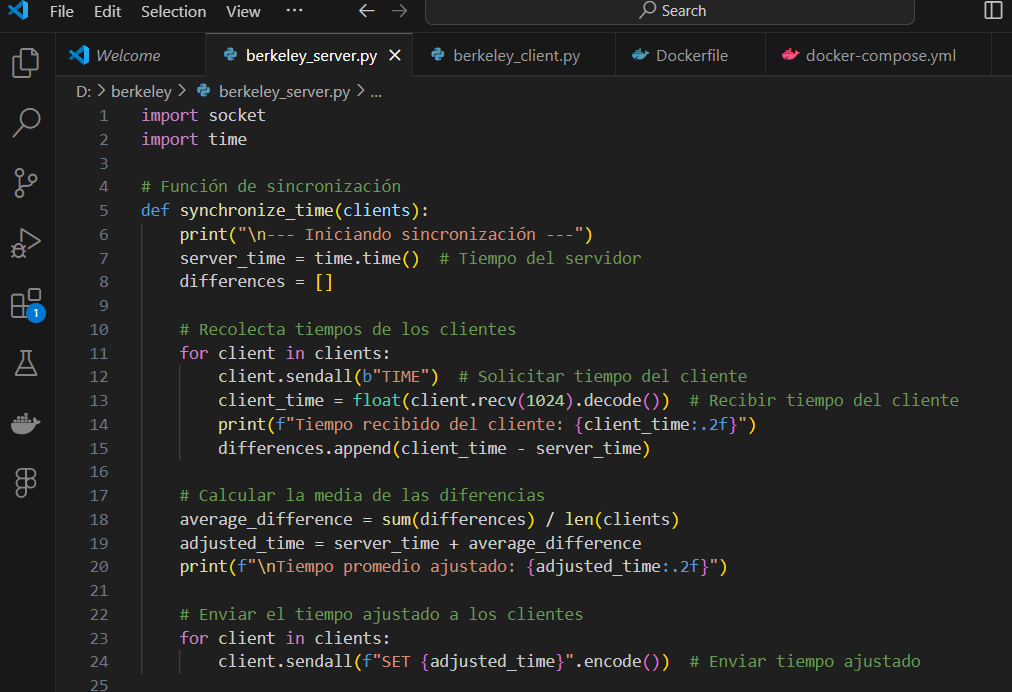 File Edit Selection View ... Search
Welcome berkeley_server.py berkeley_client.py Dockerfile docker-compose.yml
D: > berkeley > berkeley_server.py > ...
1 import socket
2 import time
3
4 # Función de sincronización
5 def synchronize_time(clients):
6     print("\n--- Iniciando sincronización ---")
7     server_time = time.time()  # Tiempo del servidor
8     differences = []
9
10     # Recolecta tiempos de los clientes
11     for client in clients:
12         client.sendall(b"TIME")  # Solicitar tiempo del cliente
13         client_time = float(client.recv(1024).decode())  # Recibir tiempo del cliente
14         print(f"Tiempo recibido del cliente: {client_time:.2f}")
15         differences.append(client_time - server_time)
16
17     # Calcular la media de las diferencias
18     average_difference = sum(differences) / len(clients)
19     adjusted_time = server_time + average_difference
20     print(f"\nTiempo promedio ajustado: {adjusted_time:.2f}")
21
22     # Enviar el tiempo ajustado a los clientes
23     for client in clients:
24         client.sendall(f"SET {adjusted_time}".encode())  # Enviar tiempo ajustado
25
1